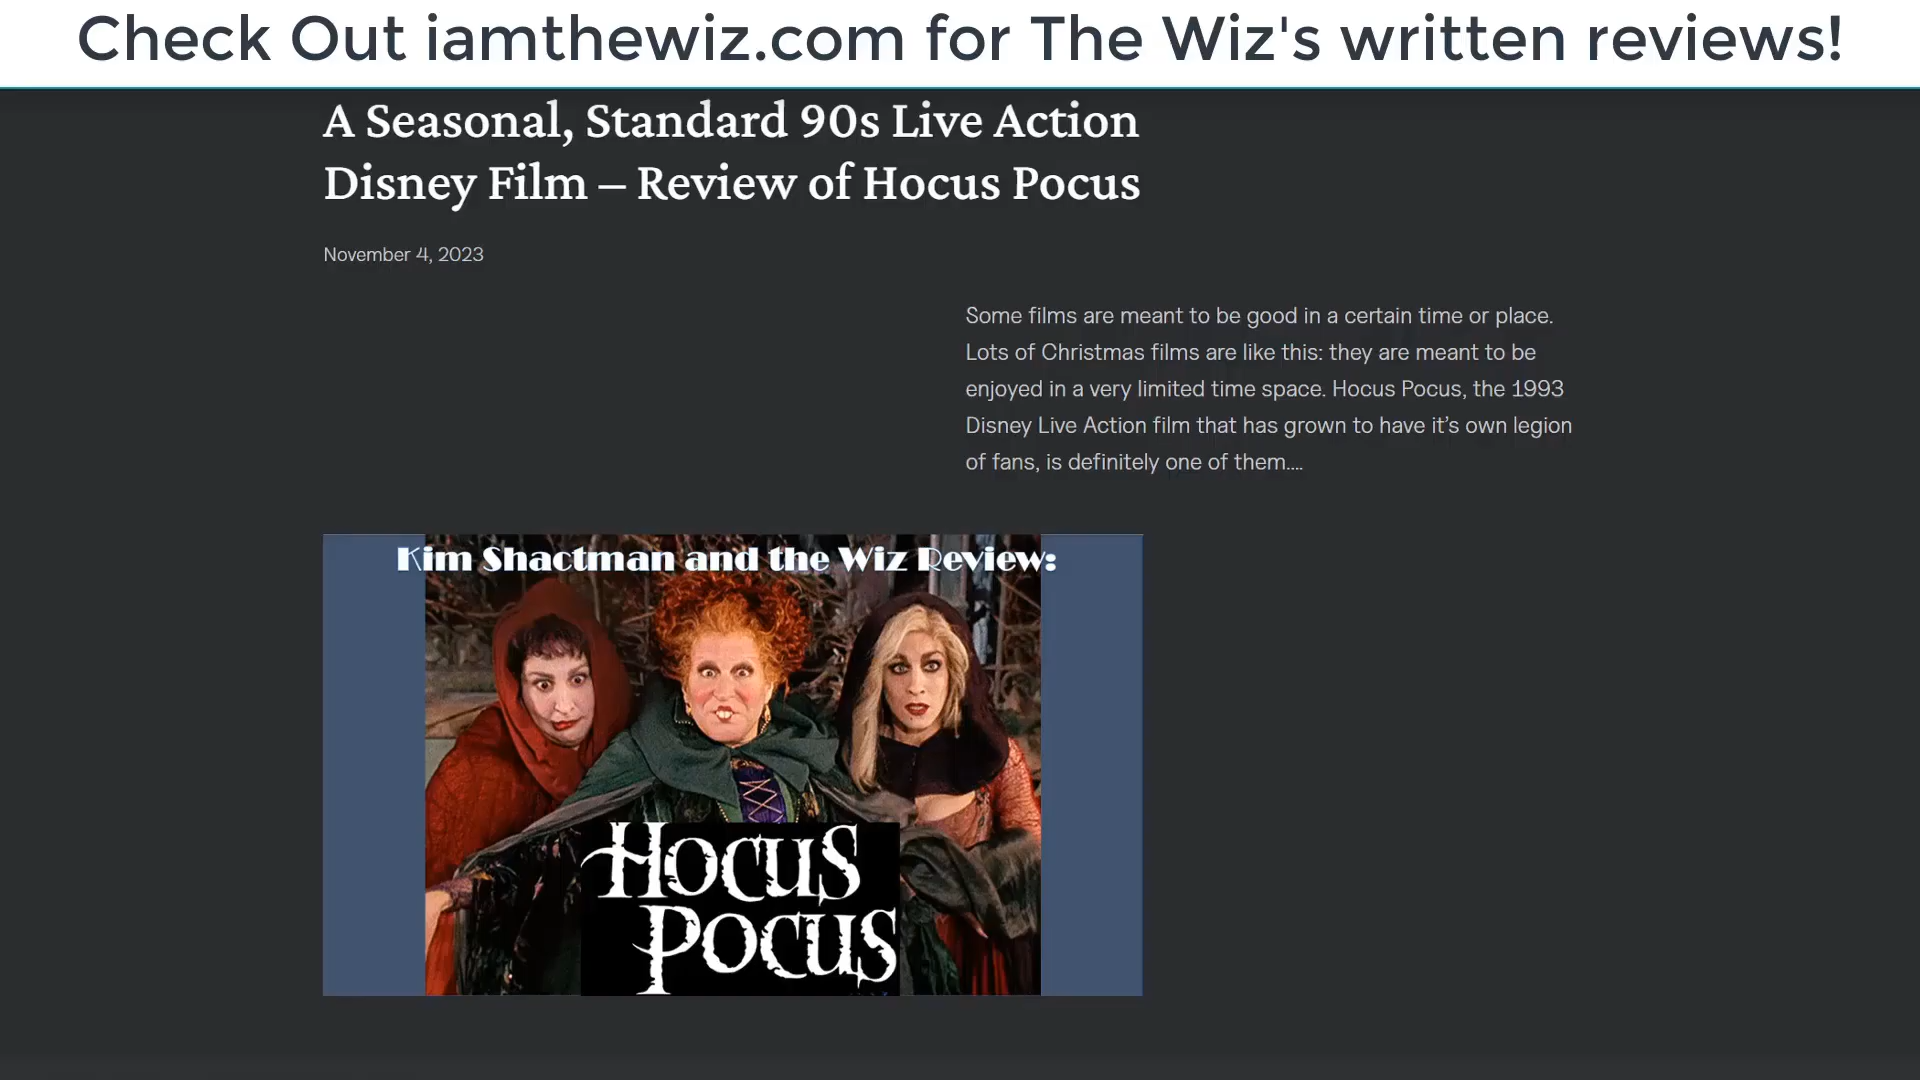 Check Out iamthewiz.com for The Wiz's written reviews!
A Seasonal, Standard 90s Live Action
Disney Film – Review of Hocus Pocus
November 4, 2023
Some films are meant to be good in a certain time or place.
Lots of Christmas films are like this: they are meant to be
enjoyed in a very limited time space. Hocus Pocus, the 1993
Disney Live Action film that has grown to have it’s own legion
of fans, is definitely one of them....
Kim Shactman and the Wiz Review:
HOCUS
POCUS